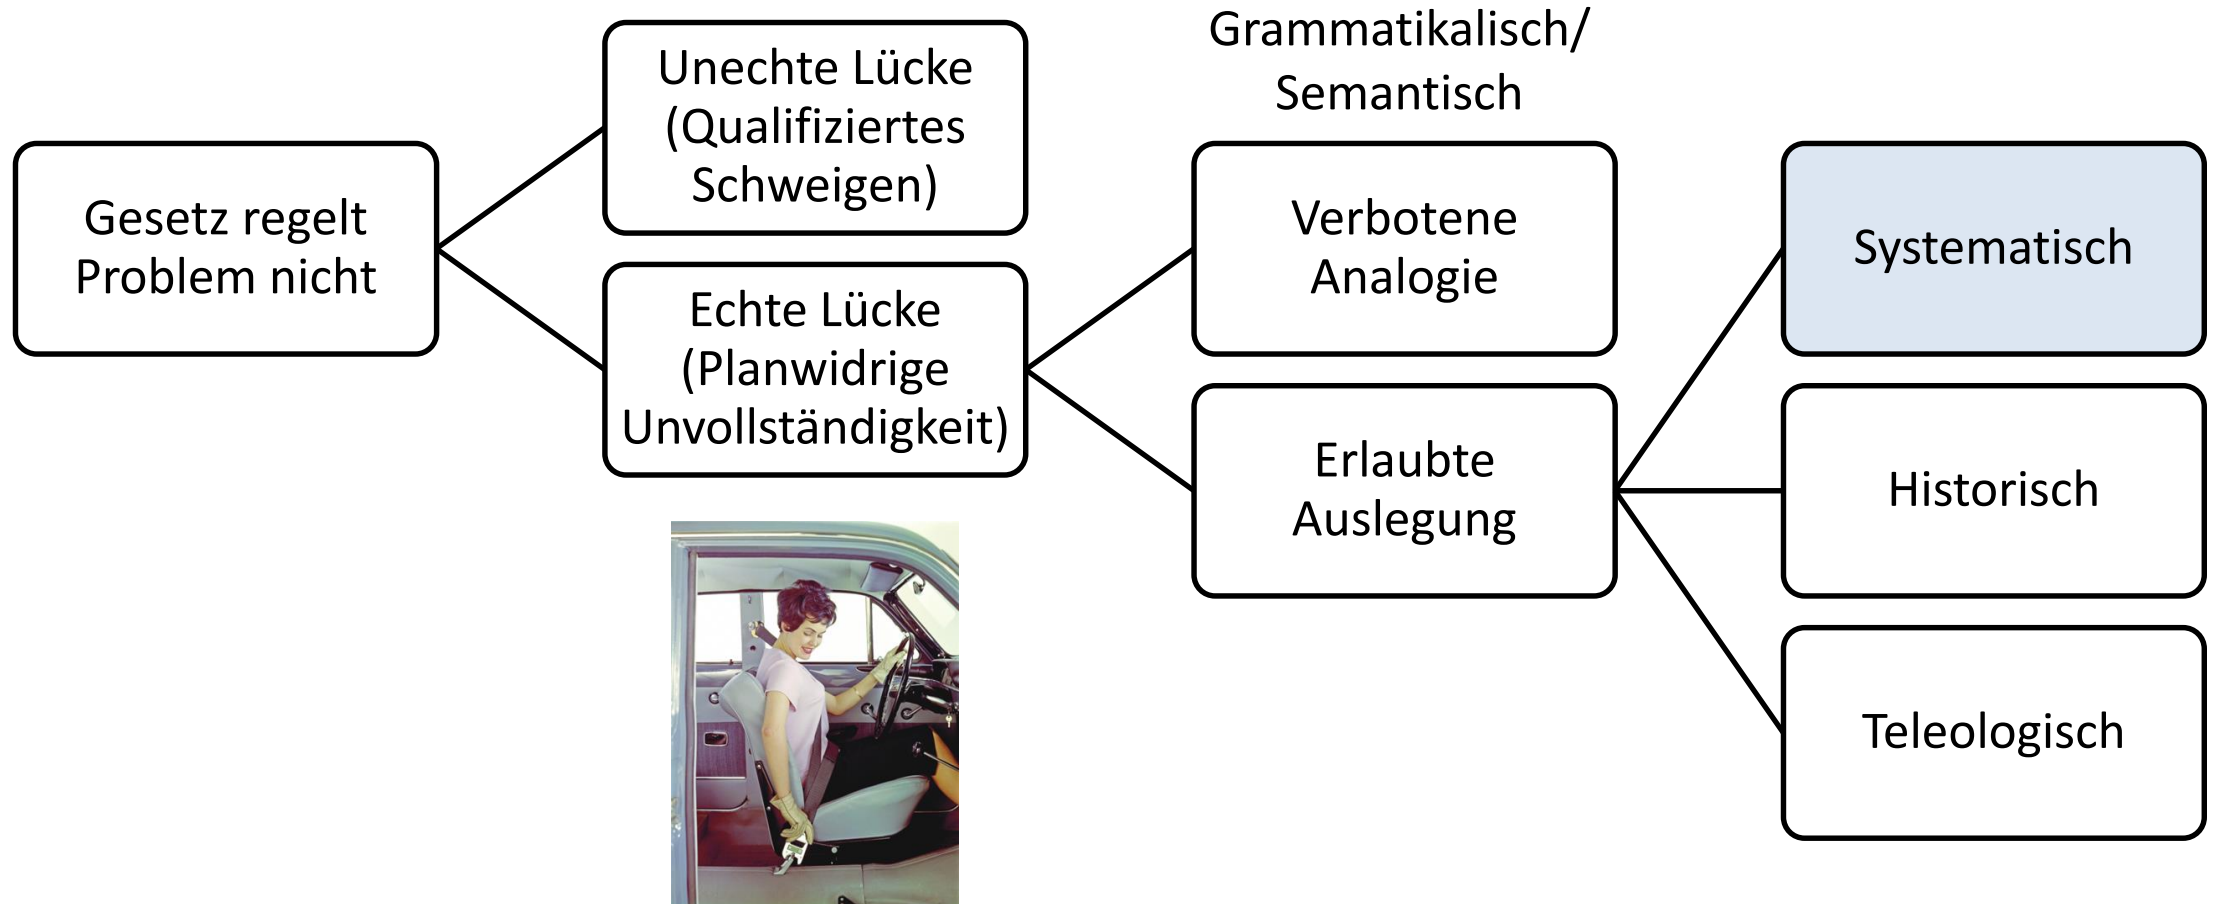 Gesetz regelt
Problem nicht
Unechte Lücke
(Qualifiziertes
Schweigen)
Echte Lücke
(Planwidrige
Unvollständigkeit)
Grammatikalisch/
Semantisch
Verbotene
Analogie
Erlaubte
Auslegung
Systematisch
Historisch
Teleologisch